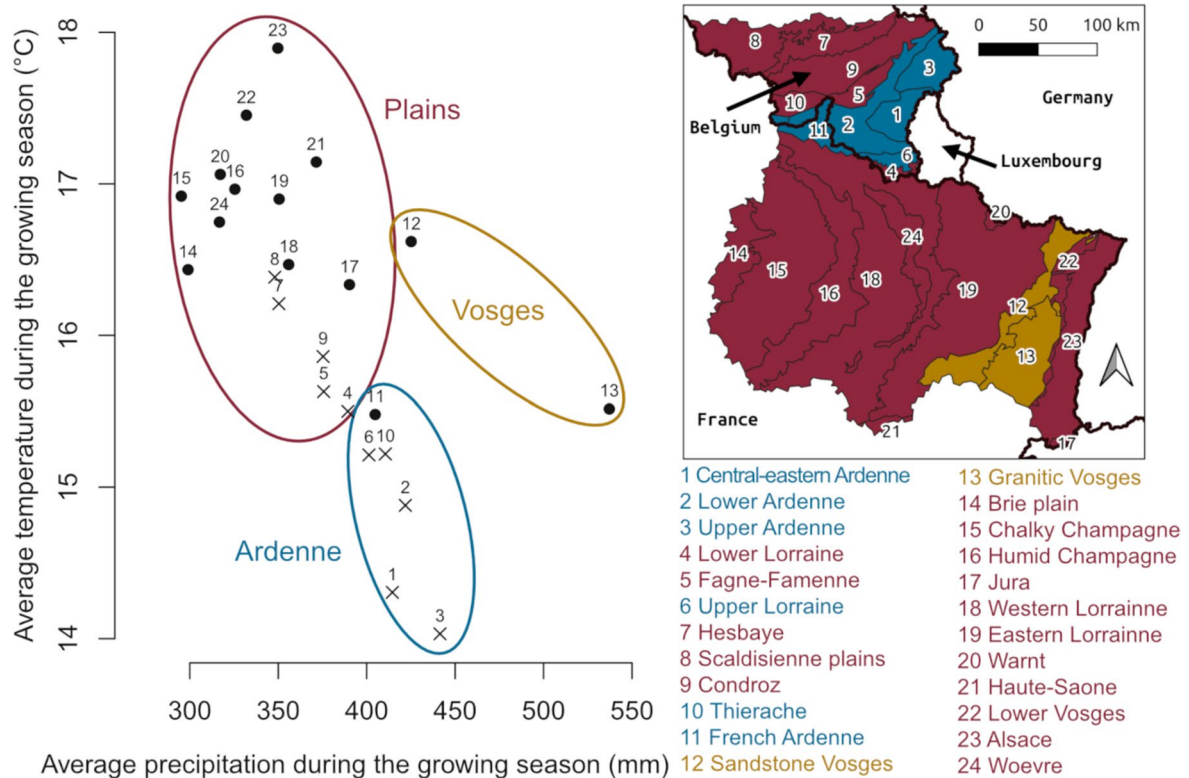 Average temperature during the growing season (°C)
18
17
16
15
14
300
350
400
450
500
550
Average precipitation during the growing season (mm)
Plains
Vosges
Ardenne
23
22
21
20
16
15
19
24
14
18
8
7
17
9
5
4
12
13
11
6
10
2
1
3
0 50 100 km
8
7
9
3
5
10
1
2
11
6
4
Belgium
Germany
Luxembourg
France
20
14
15
24
22
16
18
19
12
13
23
21
17
1 Central-eastern Ardenne
2 Lower Ardenne
3 Upper Ardenne
4 Lower Lorraine
5 Fagne-Famenne
6 Upper Lorraine
7 Hesbaye
8 Scaldisienne plains
9 Condroz
10 Thierache
11 French Ardenne
12 Sandstone Vosges
13 Granitic Vosges
14 Brie plain
15 Chalky Champagne
16 Humid Champagne
17 Jura
18 Western Lorrainne
19 Eastern Lorrainne
20 Warnt
21 Haute-Saone
22 Lower Vosges
23 Alsace
24 Woevre